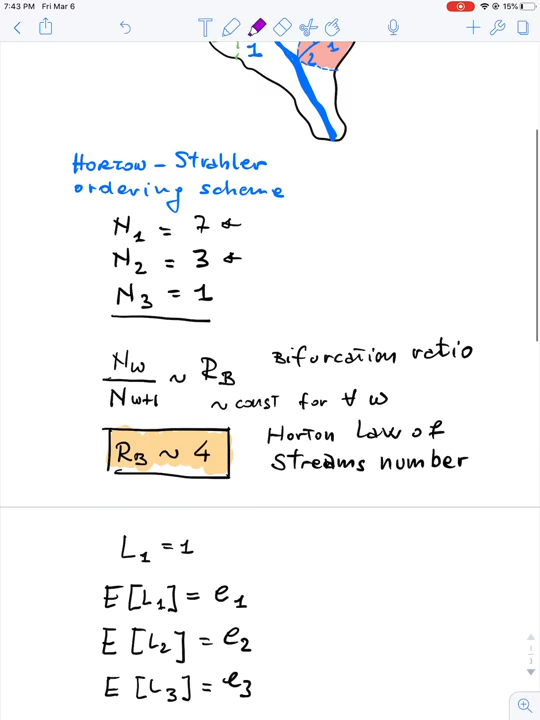 7:43 PM Fri Mar 6 15%
1 2 1
Hortow - Strahler
ordering scheme
N1 = 7 ←
N2 = 3 ←
N3 = 1
Nw / Nw+1 ~ RB Bifurcation ratio
~ const for ∀ w
RB ~ 4 Horton Law of
Streams number
L1 = 1
E[L1] = e1
E[L2] = e2
E[L3] = e3